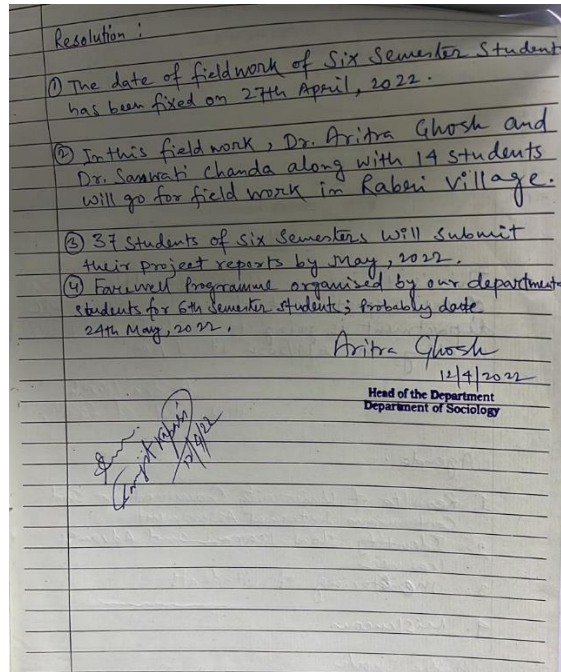 Resolution :
① The date of fieldwork of Six Semester Student
has been fixed on 27th April, 2022.
② In this field work, Dr. Aritra Ghosh and
Dr. Saraswati Chanda along with 14 students
will go for field work in Raberi village.
③ 37 Students of Six Semesters will submit
their project reports by May, 2022.
④ Farewell Programme organised by our department
students for 6th Semester students; Probably date
24th May, 2022.
Aritra Ghosh
12/4/2022
Head of the Department
Department of Sociology
12/4/22